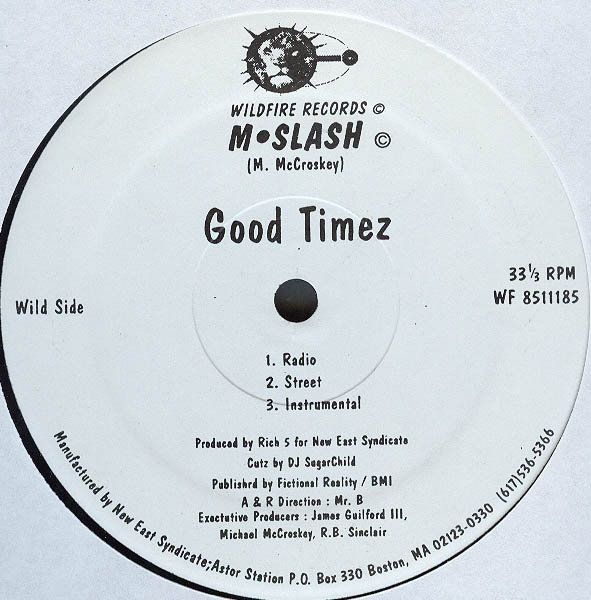 WILDFIRE RECORDS ©
M•SLASH ©
(M. McCroskey)
Good Timez
33⅓ RPM
WF 8511185
Wild Side
1. Radio
2. Street
3. Instrumental
Produced by Rich 5 for New East Syndicate
Cutz by DJ SugarChild
Publishrd by Fictional Reality / BMI
A & R Direction : Mr. B
Exectutive Producers : James Guilford III,
Michael McCroskey, R.B. Sinclair
Manufactured by New East Syndicate;Astor Station P.O. Box 330 Boston, MA 02123-0330 (617)536-5366